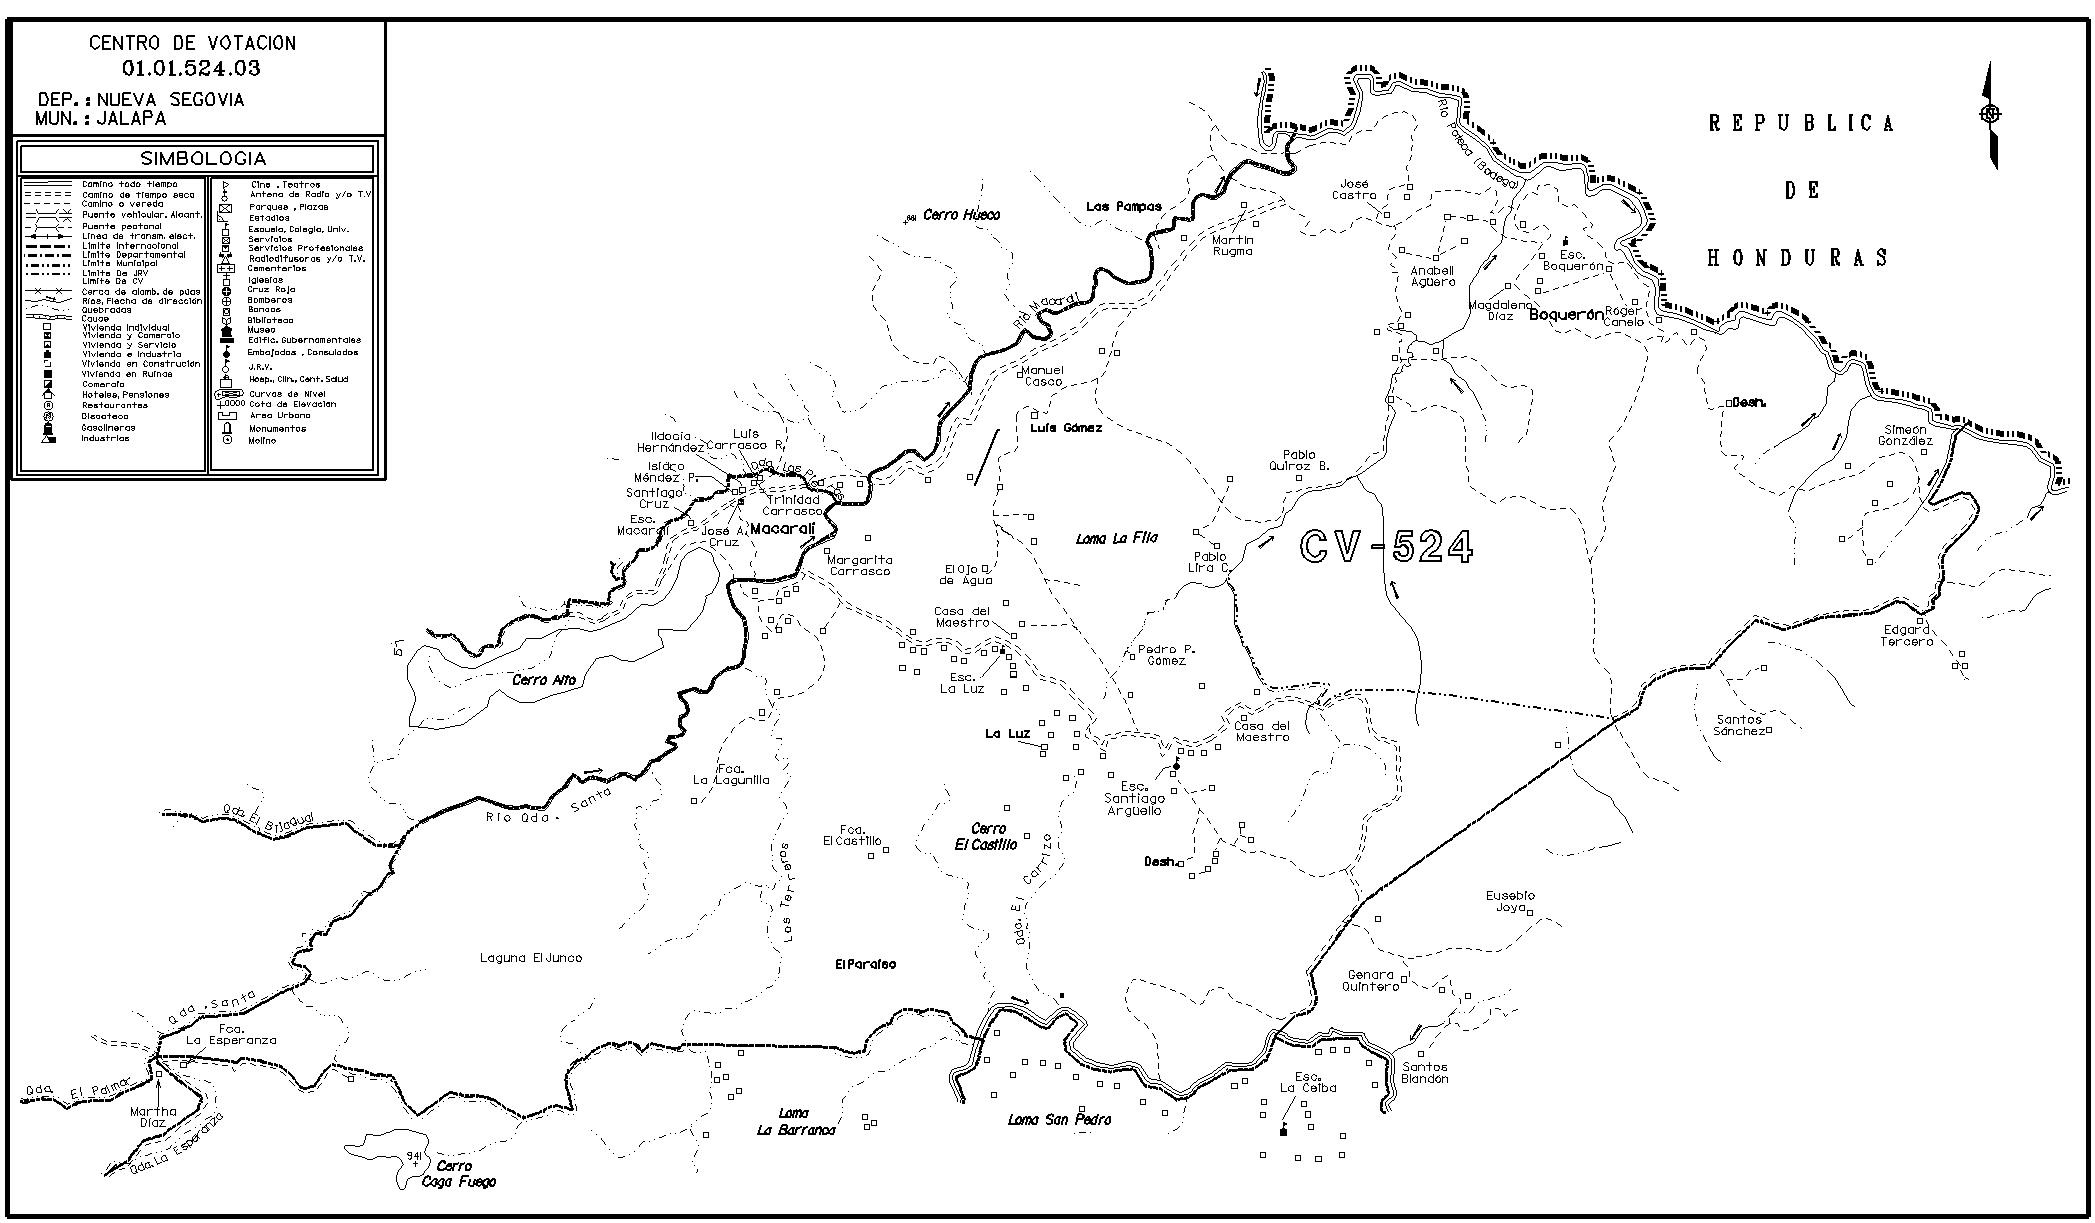 CENTRO DE VOTACION
01.01.524.03
DEP.: NUEVA SEGOVIA
MUN.: JALAPA
SIMBOLOGIA
Camino todo tiempo
Camino de tiempo seco
Camino o vereda
Puente vehicular. Alcant.
Puente peatonal
Linea de transm. elect.
Limite Internacional
Limite Departamental
Limite Municipal
Limite De JRV
Limite De CV
Cerca de alamb. de púas
Ríos, Flecha de dirección
Quebradas
Cauce
Vivienda Individual
Vivienda y Comercio
Vivienda y Servicio
Vivienda e Industria
Vivienda en Construción
Vivienda en Ruinas
Comercio
Hoteles, Pensiones
Restaurantes
Discoteca
Gasolineras
Industrias
Cine , Teatros
Antena de Radio y/o T.V
Parques , Plazas
Estadios
Escuela, Colegio, Univ.
Servicios
Servicios Profesionales
Radiodifusoras y/o T.V.
Cementerios
Iglesias
Cruz Roja
Bomberos
Bancos
Biblioteca
Museo
Edific. Gubernamentales
Embajadas , Consulados
J.R.V.
Hosp., Clin., Cent. Salud
Curvas de Nivel
Cota de Elevación
Area Urbana
Monumentos
Molino
REPUBLICA
DE
HONDURAS
N
Río Poteca (Bodega)
José
Castro
Las Pampas
Cerro Hueco
Martin
Rugma
Esc.
Boquerón
Anabell
Agüero
Magdalena
Díaz
Boquerón
Roger
Canelo
Río Macaralí
Manuel
Casco
Luis Gómez
Desh.
Simeón
González
Ildocia
Hernández
Luis
Carrasco R.
Isidro
Méndez P.
Santiago
Cruz
Esc.
Macaralí
Trinidad
Carrasco
José A.
Cruz
Macaralí
Pablo
Quiroz B.
Loma La Fila
CV-524
Margarita
Carrasco
El Ojo
de Agua
Pablo
Lira C.
Casa del
Maestro
Edgard
Tercero
Pedro P.
Gómez
Cerro Alto
Esc.
La Luz
Santos
Sánchez
Casa del
Maestro
La Luz
Fca.
La Lagunilla
Esc.
Santiago
Argüello
Río Qda. Santa
Qda. El Bijagual
Fca.
El Castillo
Cerro
El Castillo
Desh.
Los Terreros
Qda. El Carrizo
Eusebio
Joya
Laguna El Junco
El Paraíso
Genara
Quintero
Qda. Santa
Fca.
La Esperanza
Santos
Blandón
Esc.
La Ceiba
Qda. El Palmar
Martha
Díaz
Qda. La Esperanza
Loma
La Barranca
Loma San Pedro
941
Cerro
Caga Fuego